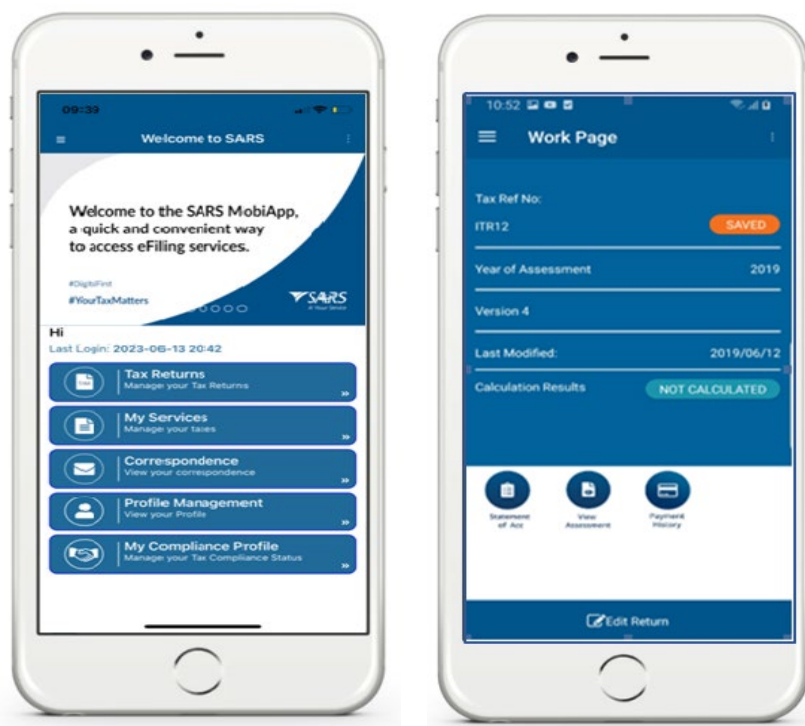 09:39
Welcome to SARS
Welcome to the SARS MobiApp,
a quick and convenient way
to access eFiling services.
#DigitalFirst
#YourTaxMatters
SARS
At Your Service
Hi
Last Login: 2023-06-13 20:42
Tax Returns
Manage your Tax Returns
My Services
Manage your taxes
Correspondence
View your correspondence
Profile Management
View your Profile
My Compliance Profile
Manage your Tax Compliance Status
10:52
Work Page
Tax Ref No:
ITR12
SAVED
Year of Assessment
2019
Version 4
Last Modified:
2019/06/12
Calculation Results
NOT CALCULATED
Statement
of Acc
View
Assessment
Payment
History
Edit Return